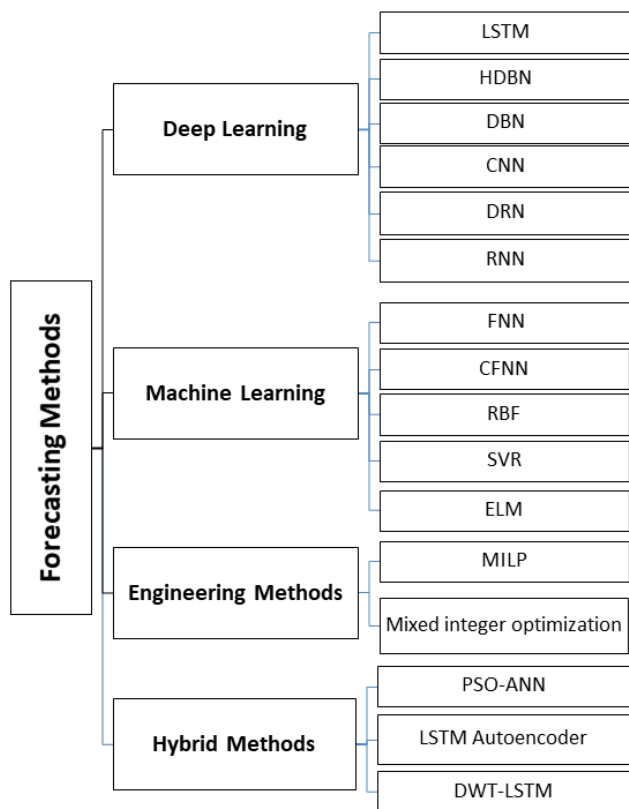 Forecasting Methods
Deep Learning
LSTM
HDBN
DBN
CNN
DRN
RNN
Machine Learning
FNN
CFNN
RBF
SVR
ELM
Engineering Methods
MILP
Mixed integer optimization
Hybrid Methods
PSO-ANN
LSTM Autoencoder
DWT-LSTM